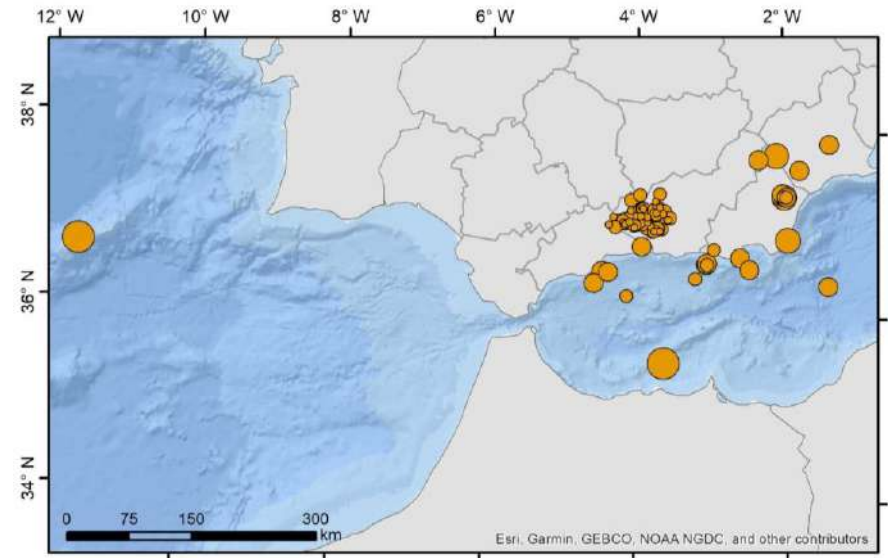 12° W 10° W 8° W 6° W 4° W 2° W
38° N
36° N
34° N
0 75 150 300
km
Esri, Garmin, GEBCO, NOAA NGDC, and other contributors